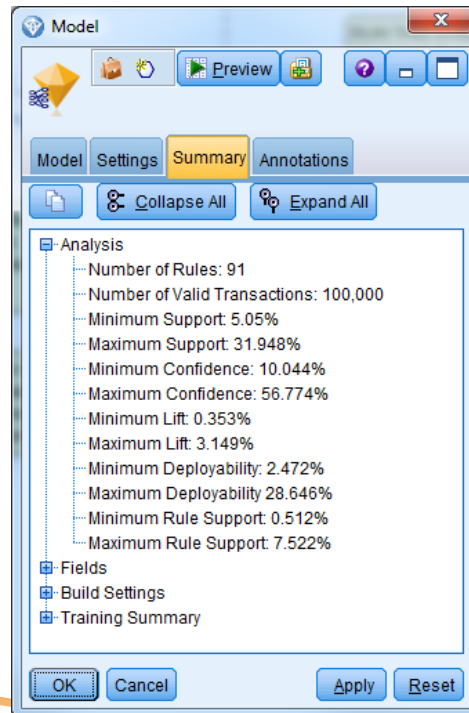 Model
Preview
Model Settings Summary Annotations
Collapse All Expand All
Analysis
Number of Rules: 91
Number of Valid Transactions: 100,000
Minimum Support: 5.05%
Maximum Support: 31.948%
Minimum Confidence: 10.044%
Maximum Confidence: 56.774%
Minimum Lift: 0.353%
Maximum Lift: 3.149%
Minimum Deployability: 2.472%
Maximum Deployability 28.646%
Minimum Rule Support: 0.512%
Maximum Rule Support: 7.522%
Fields
Build Settings
Training Summary
OK Cancel Apply Reset